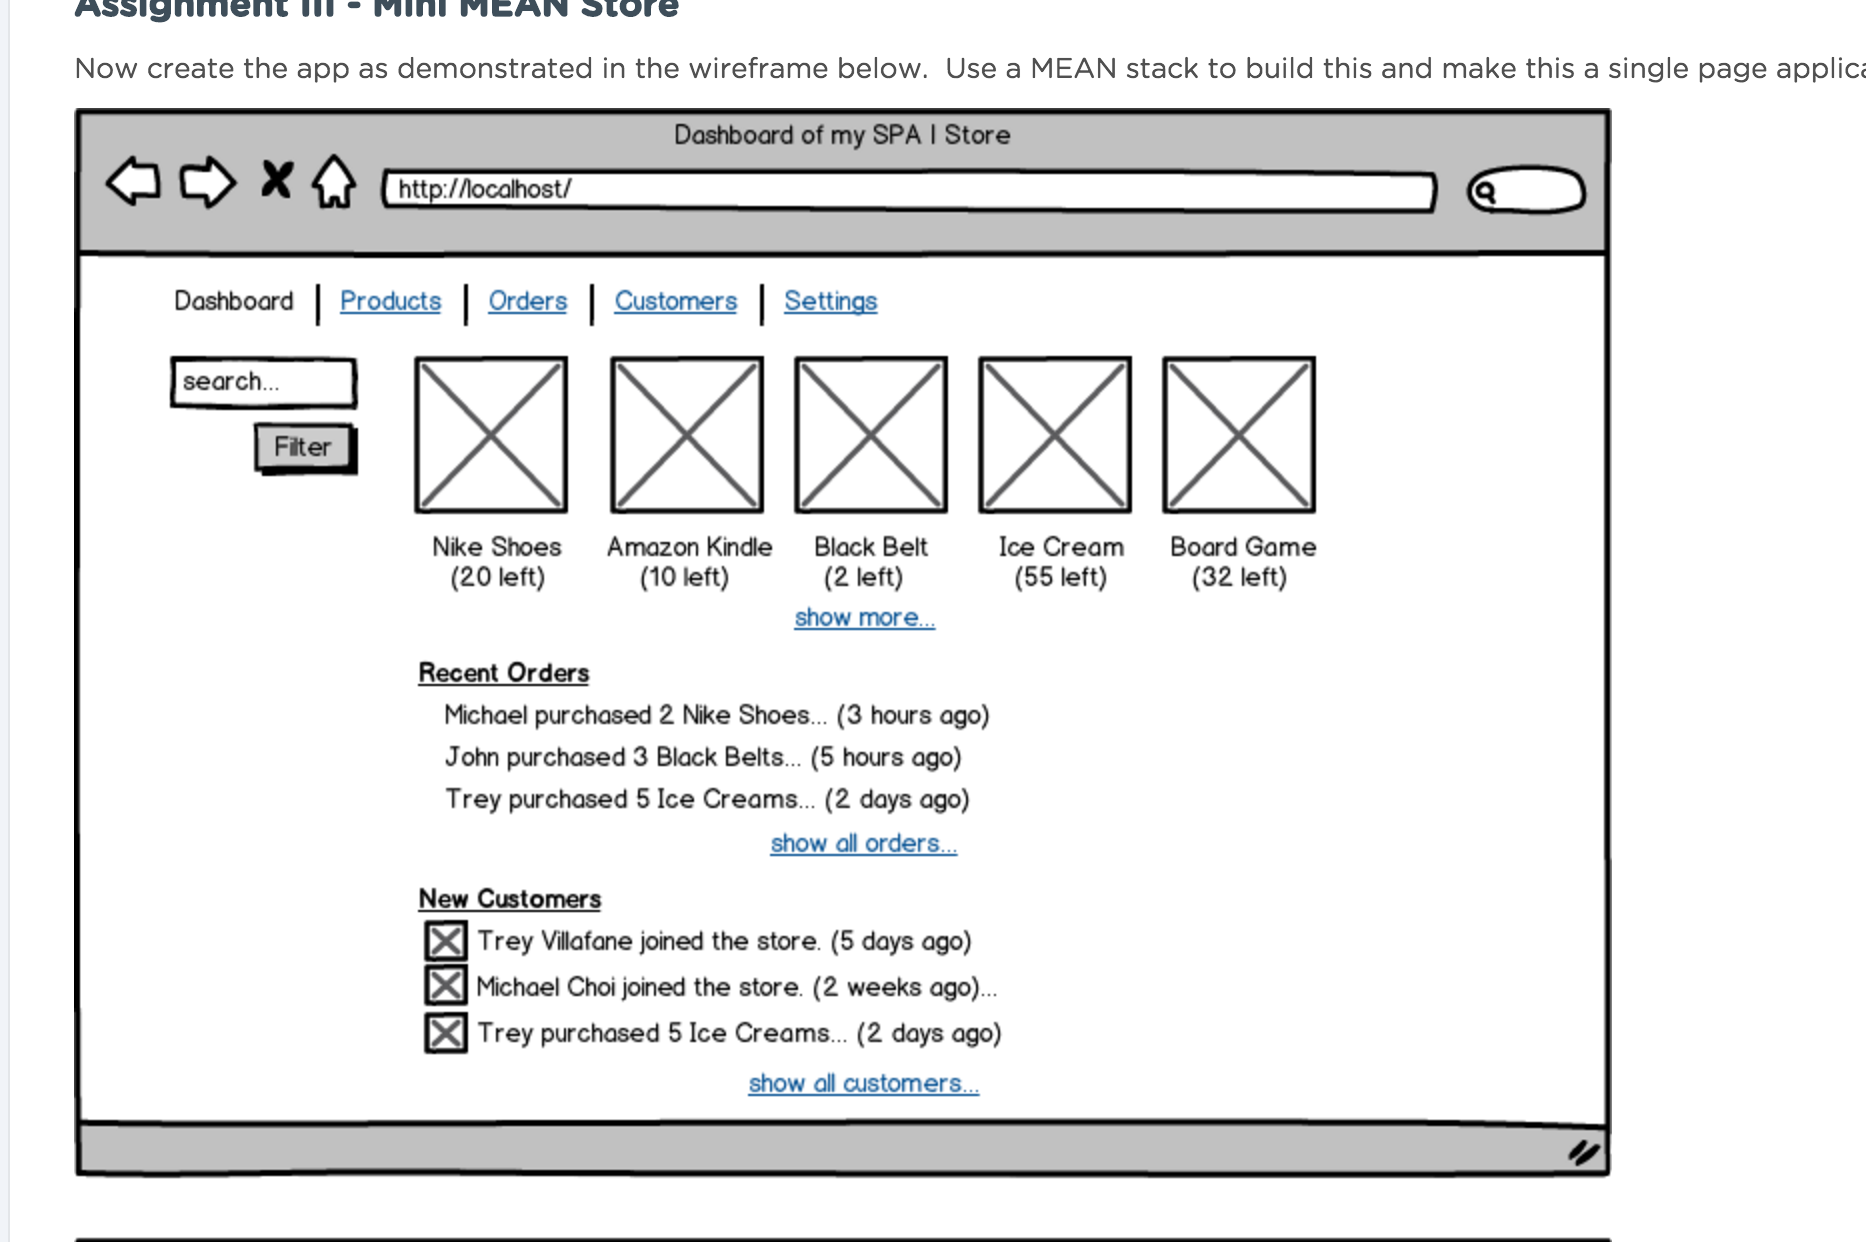 Assignment III - Mini MEAN Store
Now create the app as demonstrated in the wireframe below.  Use a MEAN stack to build this and make this a single page
Dashboard of my SPA | Store
http://localhost/
Dashboard | Products | Orders | Customers | Settings
search...
Filter
Nike Shoes
(20 left)
Amazon Kindle
(10 left)
Black Belt
(2 left)
Ice Cream
(55 left)
Board Game
(32 left)
show more...
Recent Orders
Michael purchased 2 Nike Shoes... (3 hours ago)
John purchased 3 Black Belts... (5 hours ago)
Trey purchased 5 Ice Creams... (2 days ago)
show all orders...
New Customers
Trey Villafane joined the store. (5 days ago)
Michael Choi joined the store. (2 weeks ago)...
Trey purchased 5 Ice Creams... (2 days ago)
show all customers...